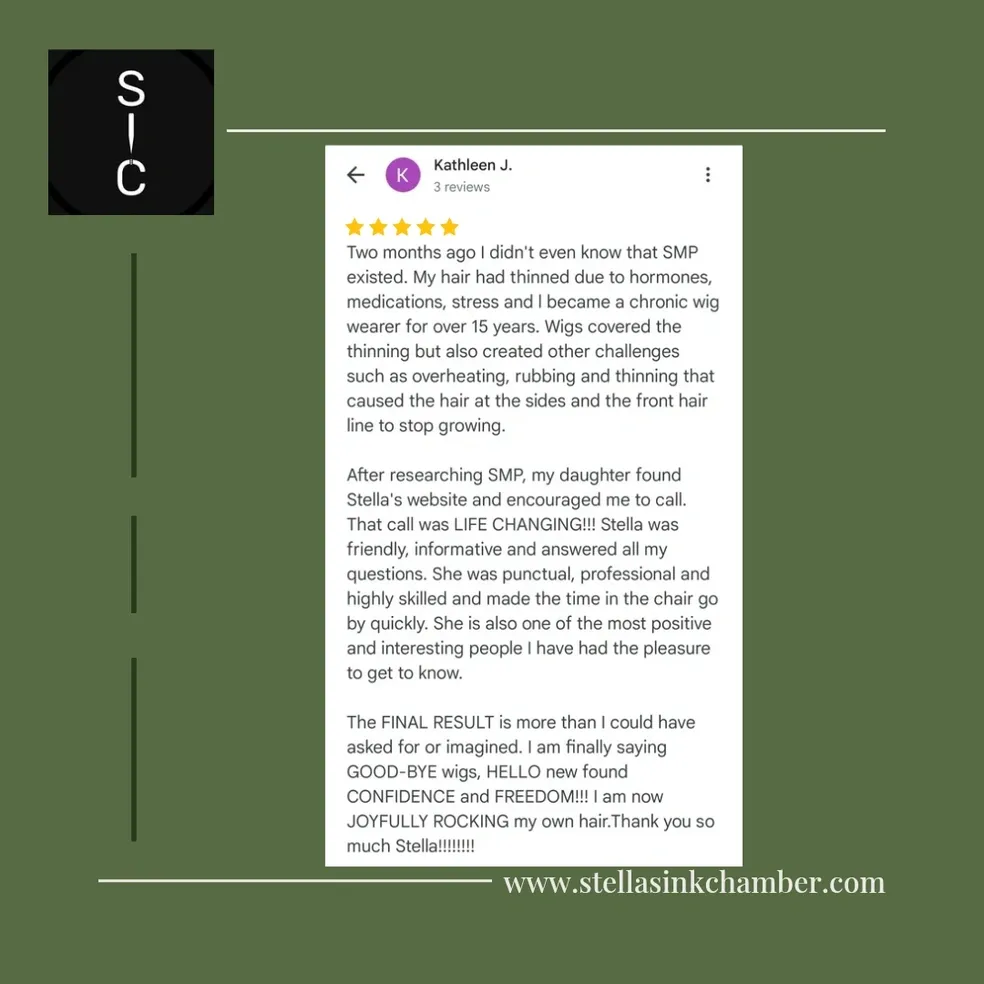 S
I
C
Kathleen J.
K
3 reviews
Two months ago I didn't even know that SMP
existed. My hair had thinned due to hormones,
medications, stress and I became a chronic wig
wearer for over 15 years. Wigs covered the
thinning but also created other challenges
such as overheating, rubbing and thinning that
caused the hair at the sides and the front hair
line to stop growing.
After researching SMP, my daughter found
Stella's website and encouraged me to call.
That call was LIFE CHANGING!!! Stella was
friendly, informative and answered all my
questions. She was punctual, professional and
highly skilled and made the time in the chair go
by quickly. She is also one of the most positive
and interesting people I have had the pleasure
to get to know.
The FINAL RESULT is more than I could have
asked for or imagined. I am finally saying
GOOD-BYE wigs, HELLO new found
CONFIDENCE and FREEDOM!!! I am now
JOYFULLY ROCKING my own hair.Thank you so
much Stella!!!!!!!!
www.stellasinkchamber.com